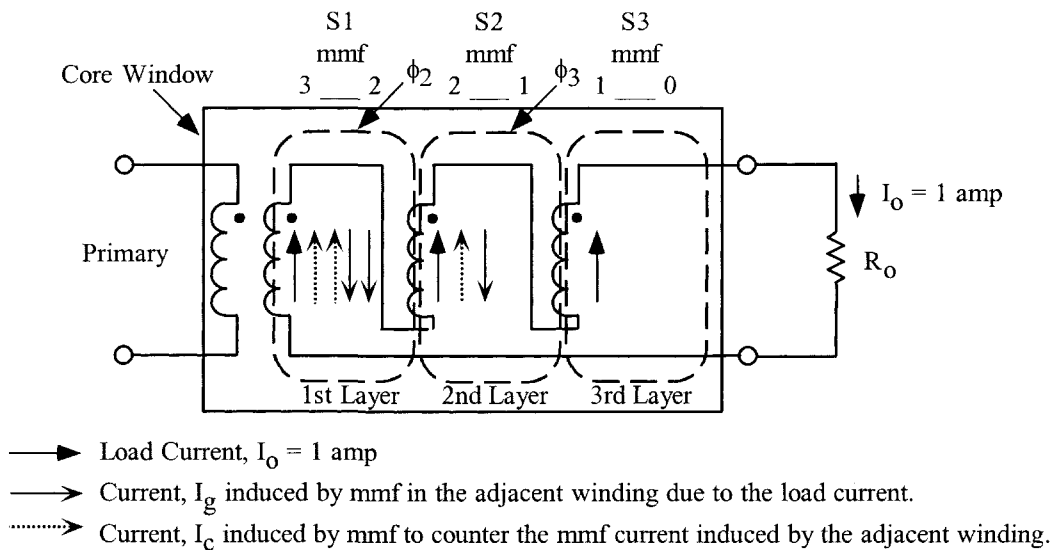 S1 S2 S3
mmf mmf mmf
3 ___ 2 ϕ2 2 ___ 1 ϕ3 1 ___ 0
Core Window
Primary
Io = 1 amp
Ro
1st Layer 2nd Layer 3rd Layer
Load Current, Io = 1 amp
Current, Ig induced by mmf in the adjacent winding due to the load current.
Current, Ic induced by mmf to counter the mmf current induced by the adjacent winding.